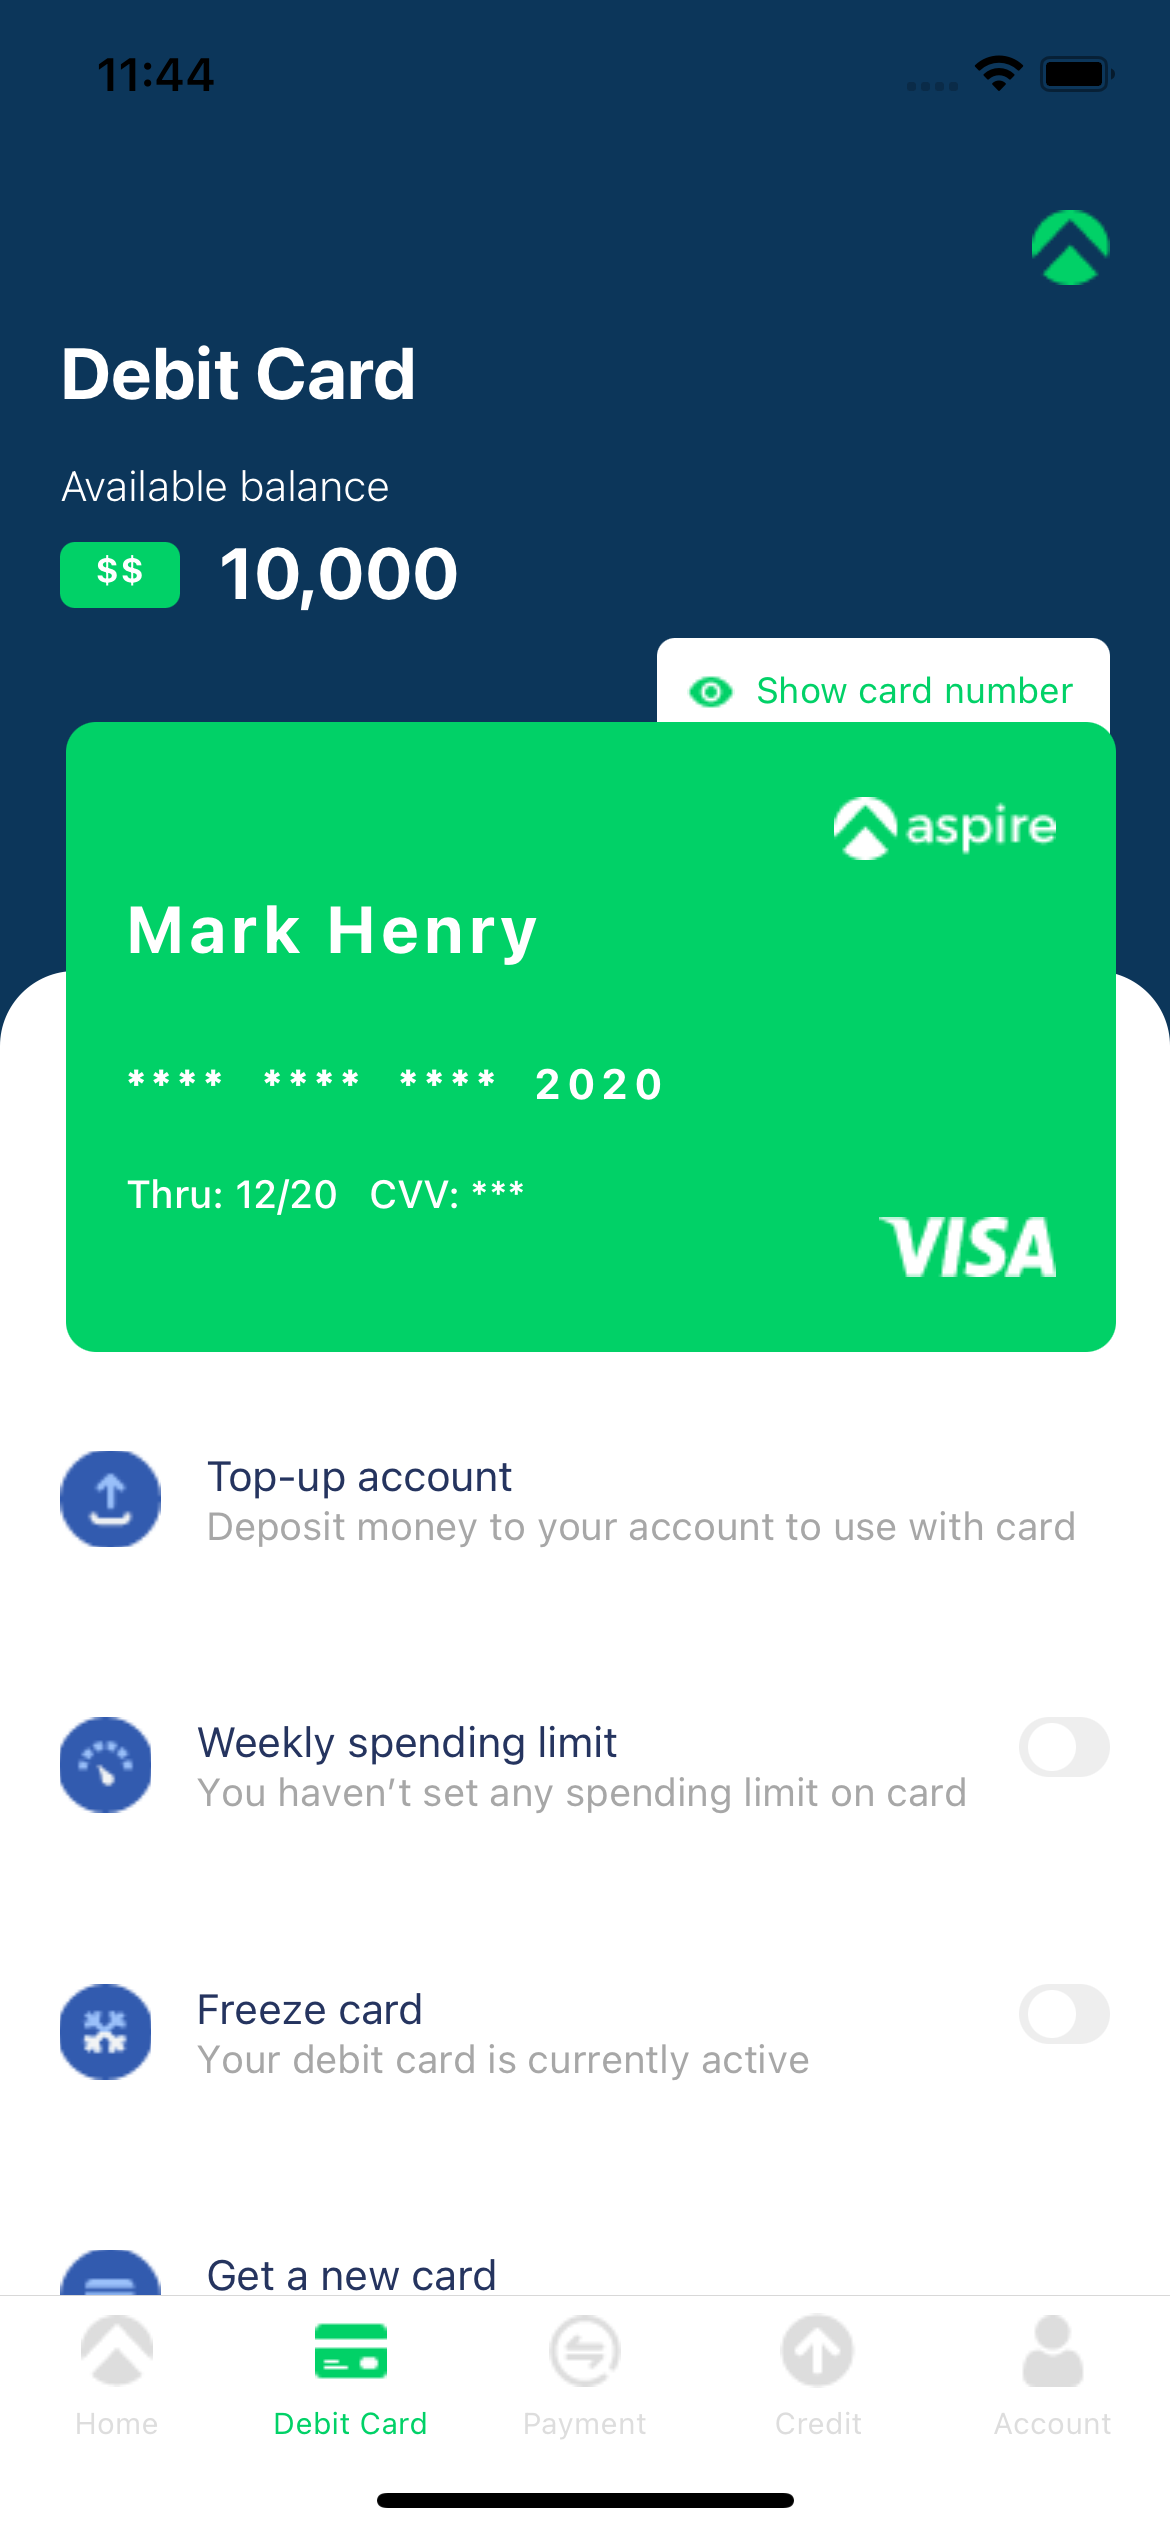 11:44
Debit Card
Available balance
$$ 10,000
Show card number
aspire
Mark Henry
**** **** **** 2020
Thru: 12/20 CVV: ***
VISA
Top-up account
Deposit money to your account to use with card
Weekly spending limit
You haven’t set any spending limit on card
Freeze card
Your debit card is currently active
Get a new card
Home Debit Card Payment Credit Account